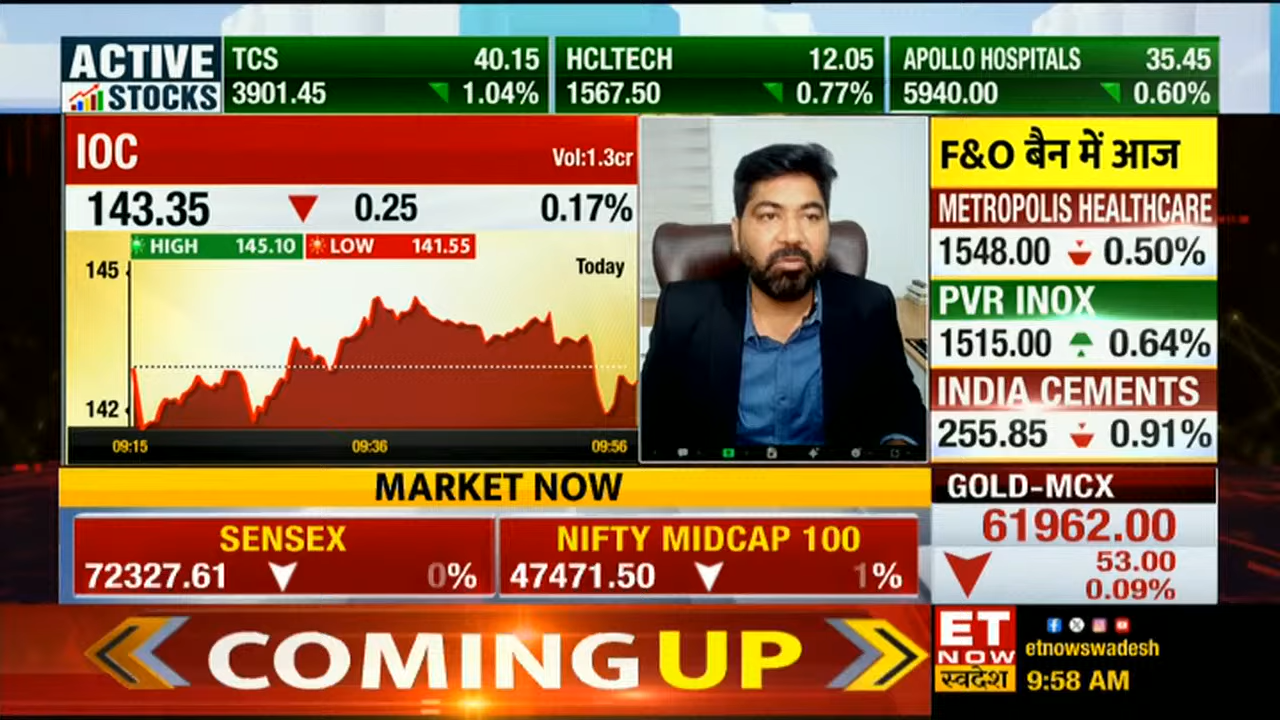 ACTIVE
STOCKS
TCS 40.15
3901.45 1.04%
HCLTECH 12.05
1567.50 0.77%
APOLLO HOSPITALS 35.45
5940.00 0.60%
IOC
Vol:1.3cr
143.35 0.25 0.17%
HIGH 145.10 LOW 141.55
Today
145
142
09:15 09:36 09:56
F&O बैन में आज
METROPOLIS HEALTHCARE
1548.00 0.50%
PVR INOX
1515.00 0.64%
INDIA CEMENTS
255.85 0.91%
GOLD-MCX
61962.00
53.00
0.09%
MARKET NOW
SENSEX
72327.61 0%
NIFTY MIDCAP 100
47471.50 1%
COMING UP
ET
NOW
स्वदेश
etnowswadesh
9:58 AM